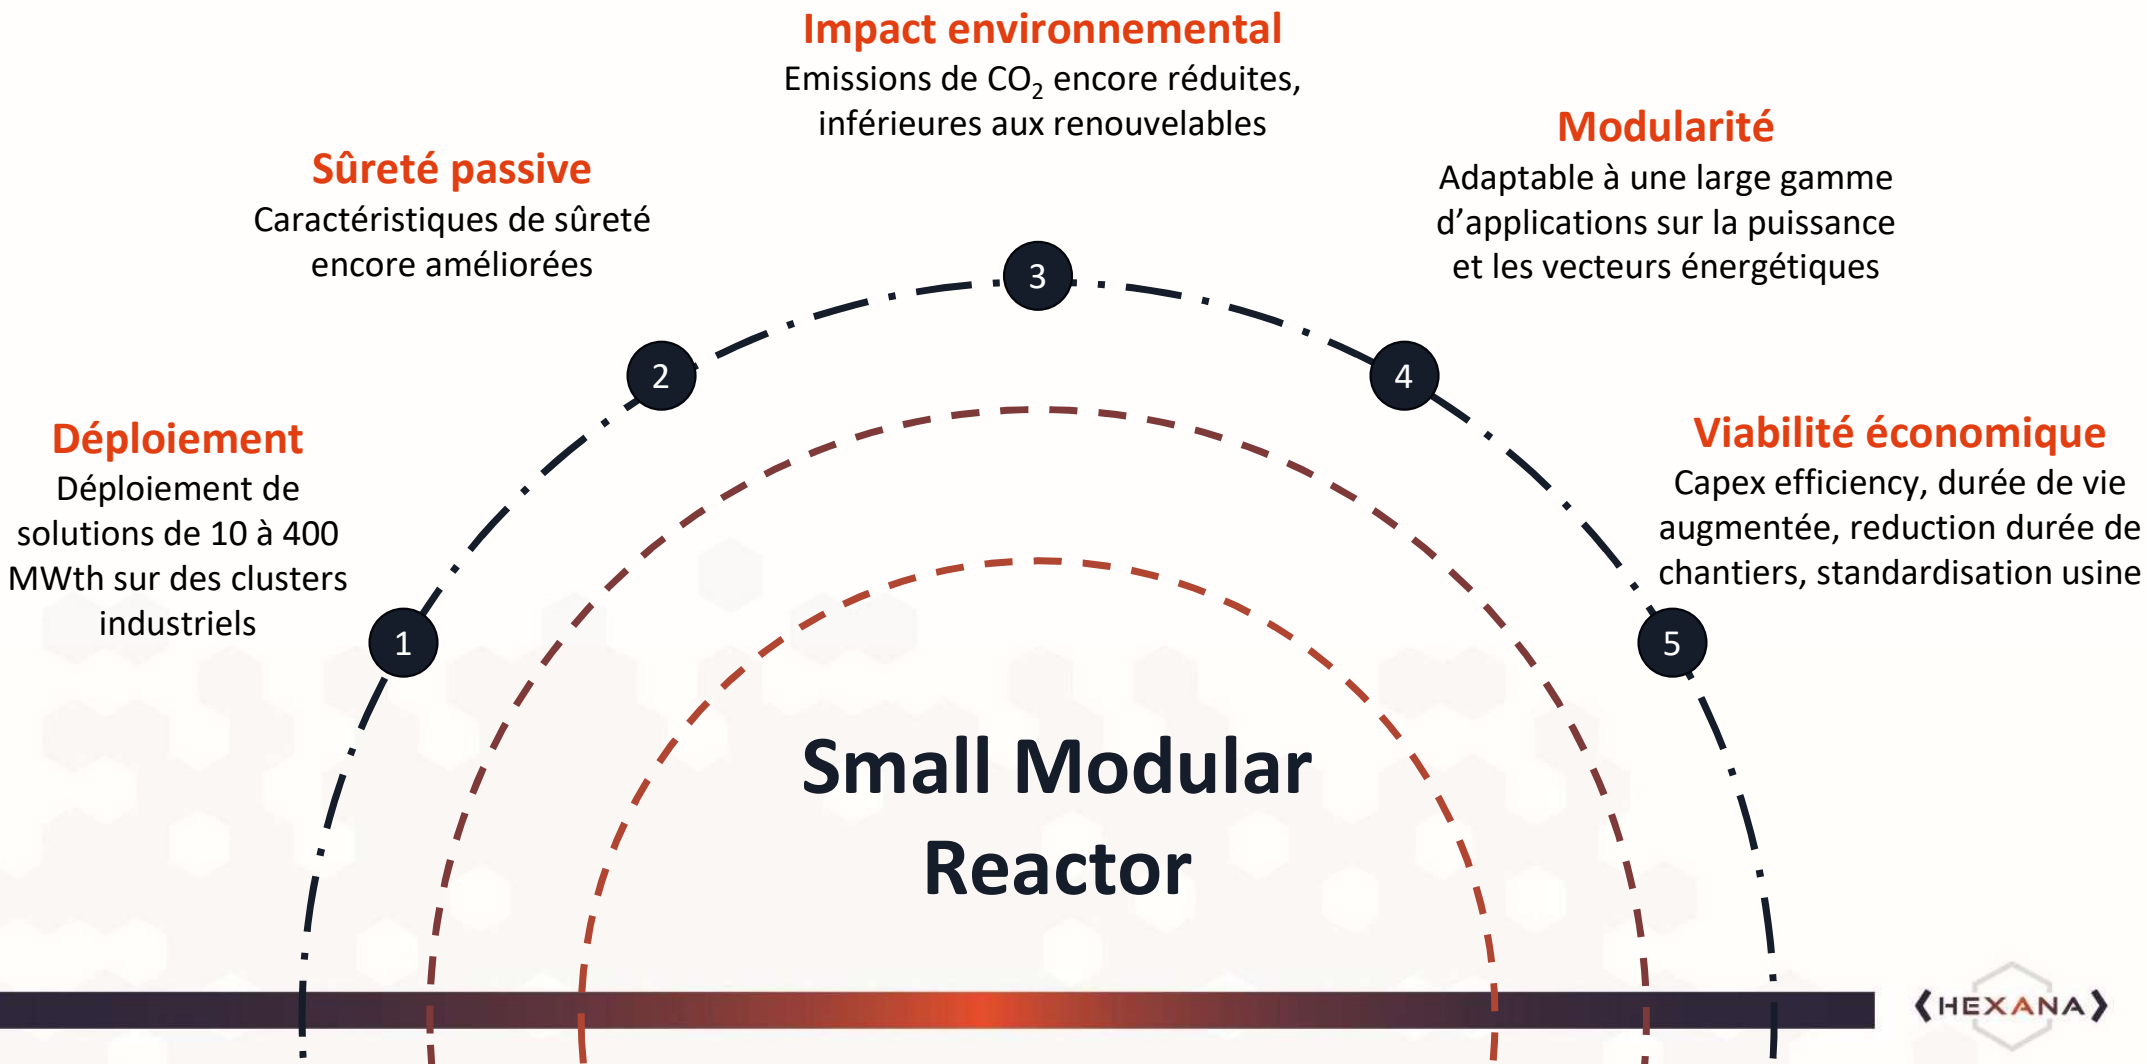 Impact environnemental
Emissions de CO₂ encore réduites,
inférieures aux renouvelables
Modularité
Adaptable à une large gamme
d’applications sur la puissance
et les vecteurs énergétiques
Sûreté passive
Caractéristiques de sûreté
encore améliorées
3
2
4
Déploiement
Déploiement de
solutions de 10 à 400
MWth sur des clusters
industriels
Viabilité économique
Capex efficiency, durée de vie
augmentée, reduction durée de
chantiers, standardisation usine
1
5
Small Modular
Reactor
HEXANA